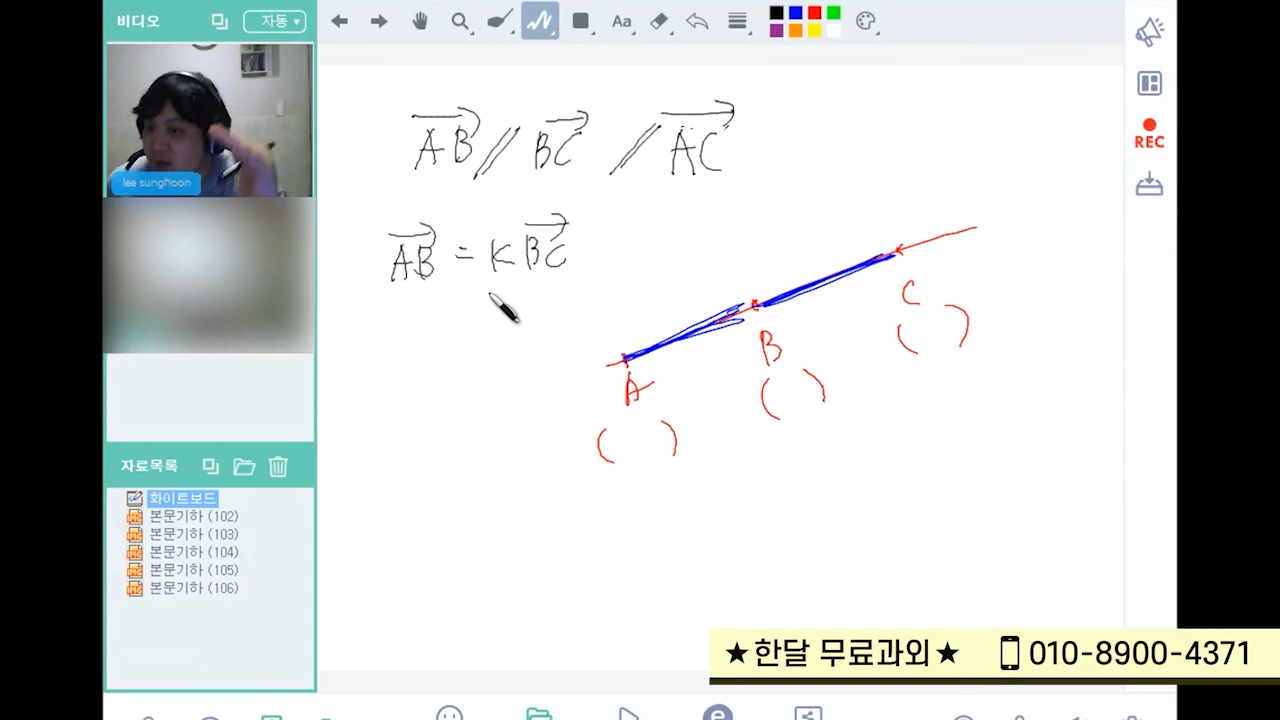 비디오
자동
Aa
REC
lee sunghoon
AB // BC // AC
AB = K BC
A
B
C
( )
( )
( )
자료목록
화이트보드
본문기하 (102)
본문기하 (103)
본문기하 (104)
본문기하 (105)
본문기하 (106)
★한달 무료과외★ 010-8900-4371